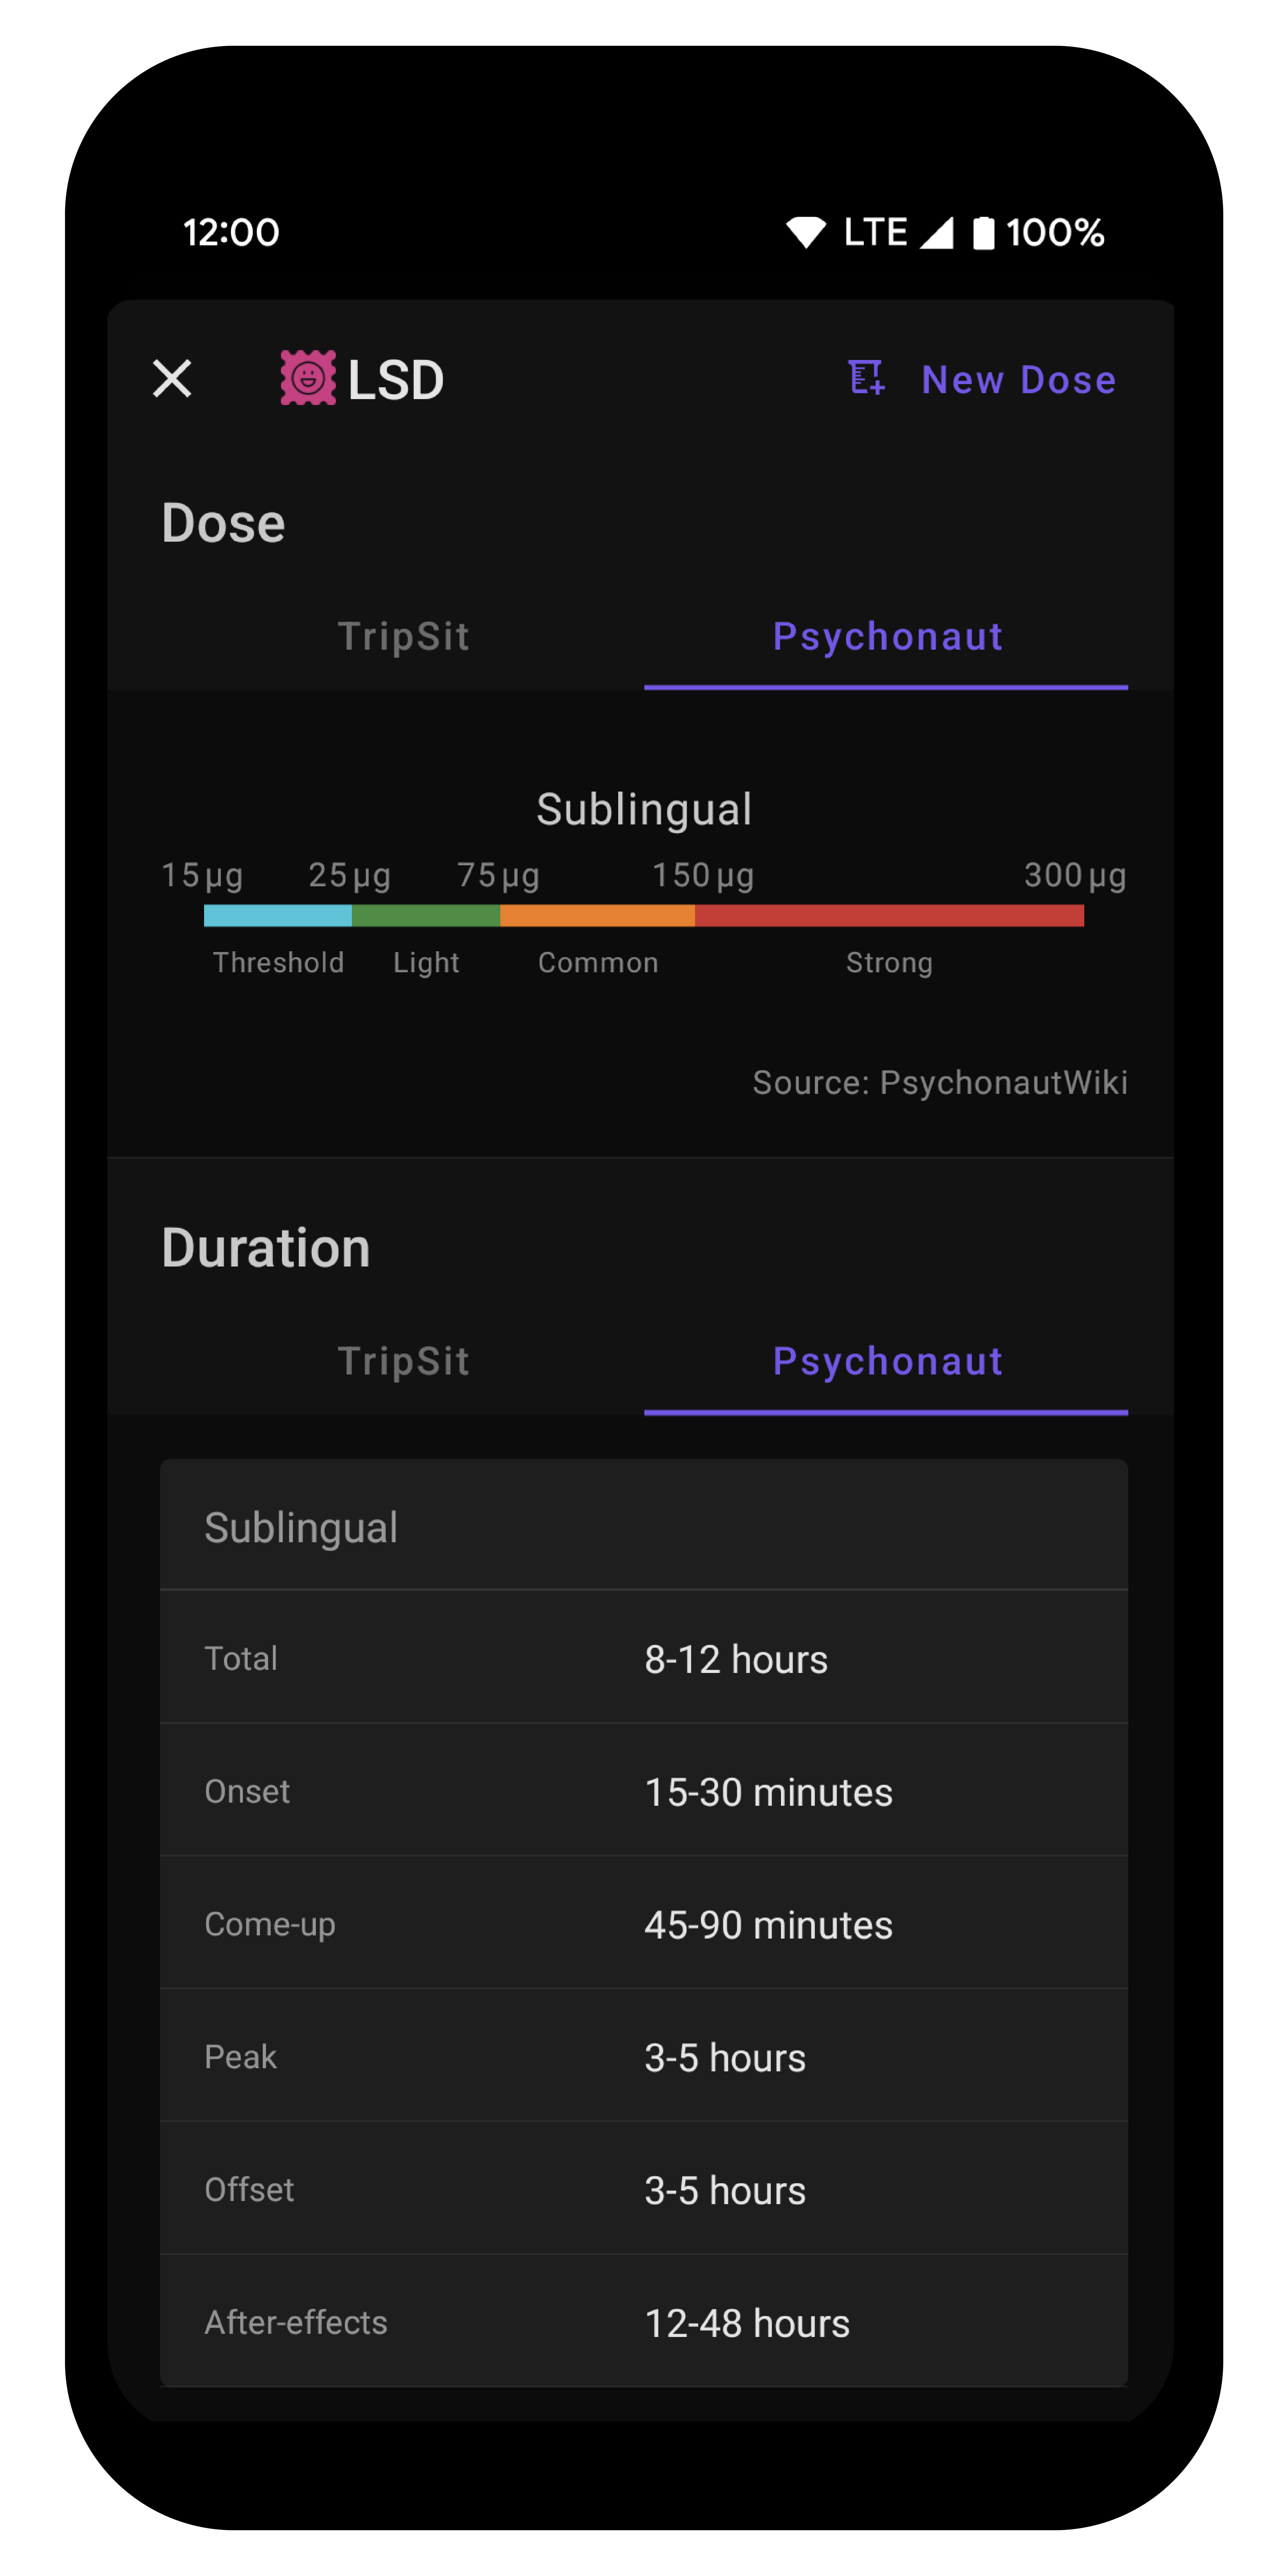 12:00 LTE 100%
LSD New Dose
Dose
TripSit Psychonaut
Sublingual
15 µg 25 µg 75 µg 150 µg 300 µg
Threshold Light Common Strong
Source: PsychonautWiki
Duration
TripSit Psychonaut
Sublingual
Total 8-12 hours
Onset 15-30 minutes
Come-up 45-90 minutes
Peak 3-5 hours
Offset 3-5 hours
After-effects 12-48 hours